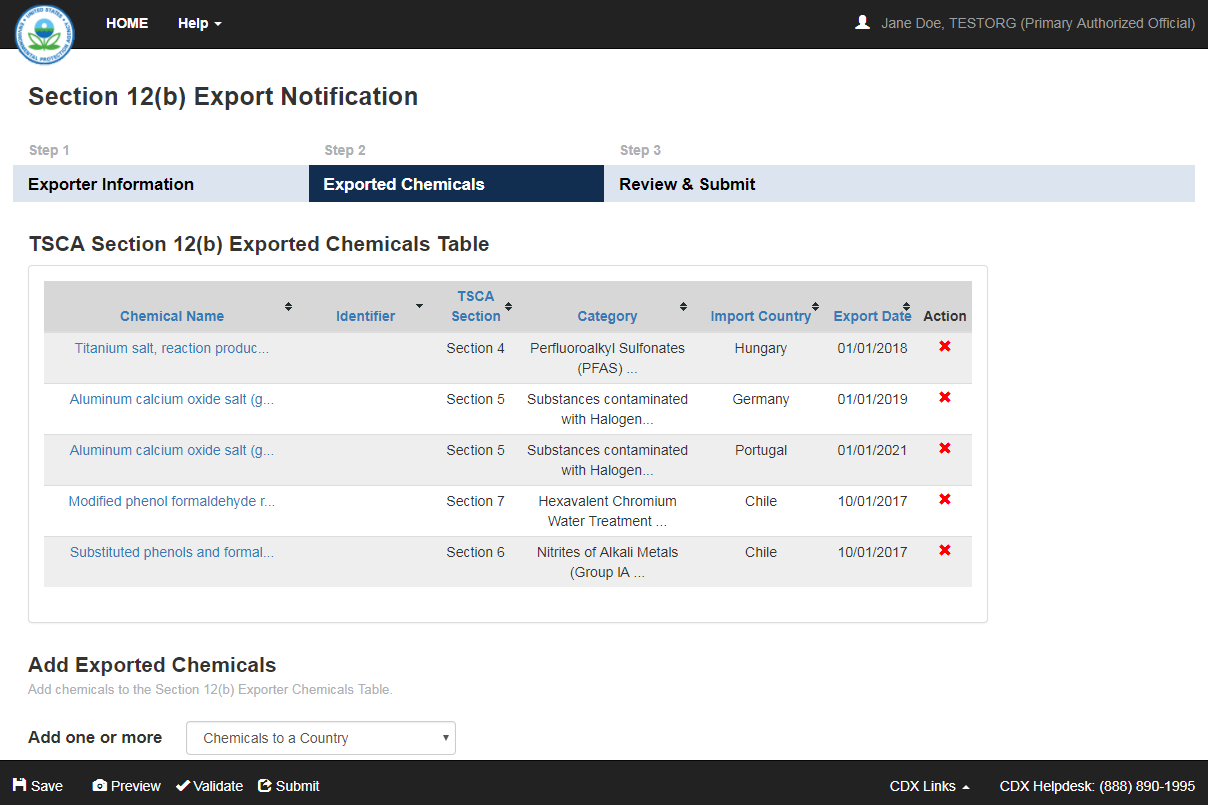 HOME Help Jane Doe, TESTORG (Primary Authorized Official)
Section 12(b) Export Notification
Step 1 Step 2 Step 3
Exporter Information Exported Chemicals Review & Submit
TSCA Section 12(b) Exported Chemicals Table
Chemical Name Identifier TSCA Section Category Import Country Export Date Action
Titanium salt, reaction produc... Section 4 Perfluoroalkyl Sulfonates Hungary 01/01/2018
(PFAS) ...
Aluminum calcium oxide salt (g... Section 5 Substances contaminated Germany 01/01/2019
with Halogen...
Aluminum calcium oxide salt (g... Section 5 Substances contaminated Portugal 01/01/2021
with Halogen...
Modified phenol formaldehyde r... Section 7 Hexavalent Chromium Chile 10/01/2017
Water Treatment ...
Substituted phenols and formal... Section 6 Nitrites of Alkali Metals Chile 10/01/2017
(Group IA ...
Add Exported Chemicals
Add chemicals to the Section 12(b) Exporter Chemicals Table.
Add one or more Chemicals to a Country
Save Preview Validate Submit CDX Links CDX Helpdesk: (888) 890-1995